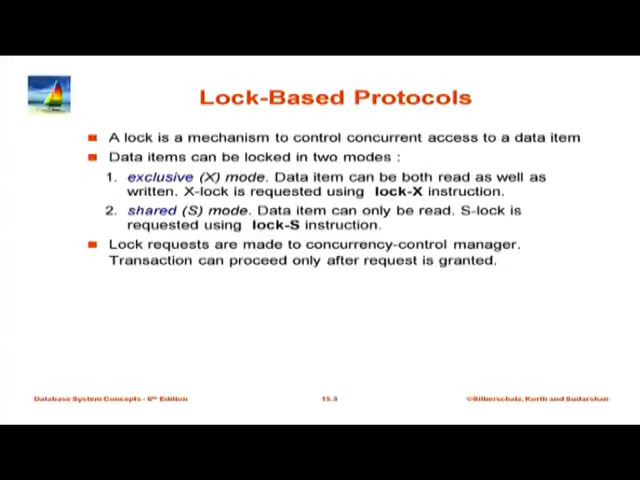 Lock-Based Protocols
A lock is a mechanism to control concurrent access to a data item
Data items can be locked in two modes :
1. exclusive (X) mode. Data item can be both read as well as
written. X-lock is requested using lock-X instruction.
2. shared (S) mode. Data item can only be read. S-lock is
requested using lock-S instruction.
Lock requests are made to concurrency-control manager.
Transaction can proceed only after request is granted.
Database System Concepts - 6th Edition
15.3
©Silberschatz, Korth and Sudarshan